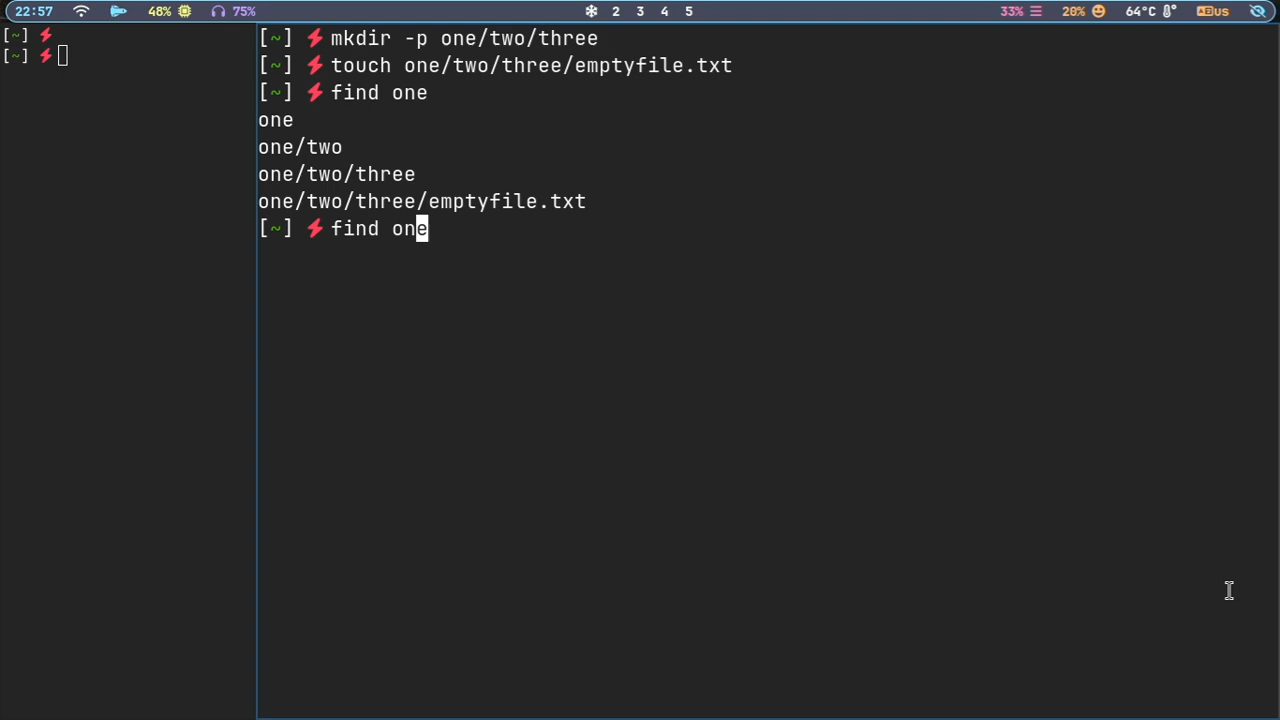 22:57 48% 75% 2 3 4 5 33% 20% 64°C US
[~]
[~]
[~] mkdir -p one/two/three
[~] touch one/two/three/emptyfile.txt
[~] find one
one
one/two
one/two/three
one/two/three/emptyfile.txt
[~] find one